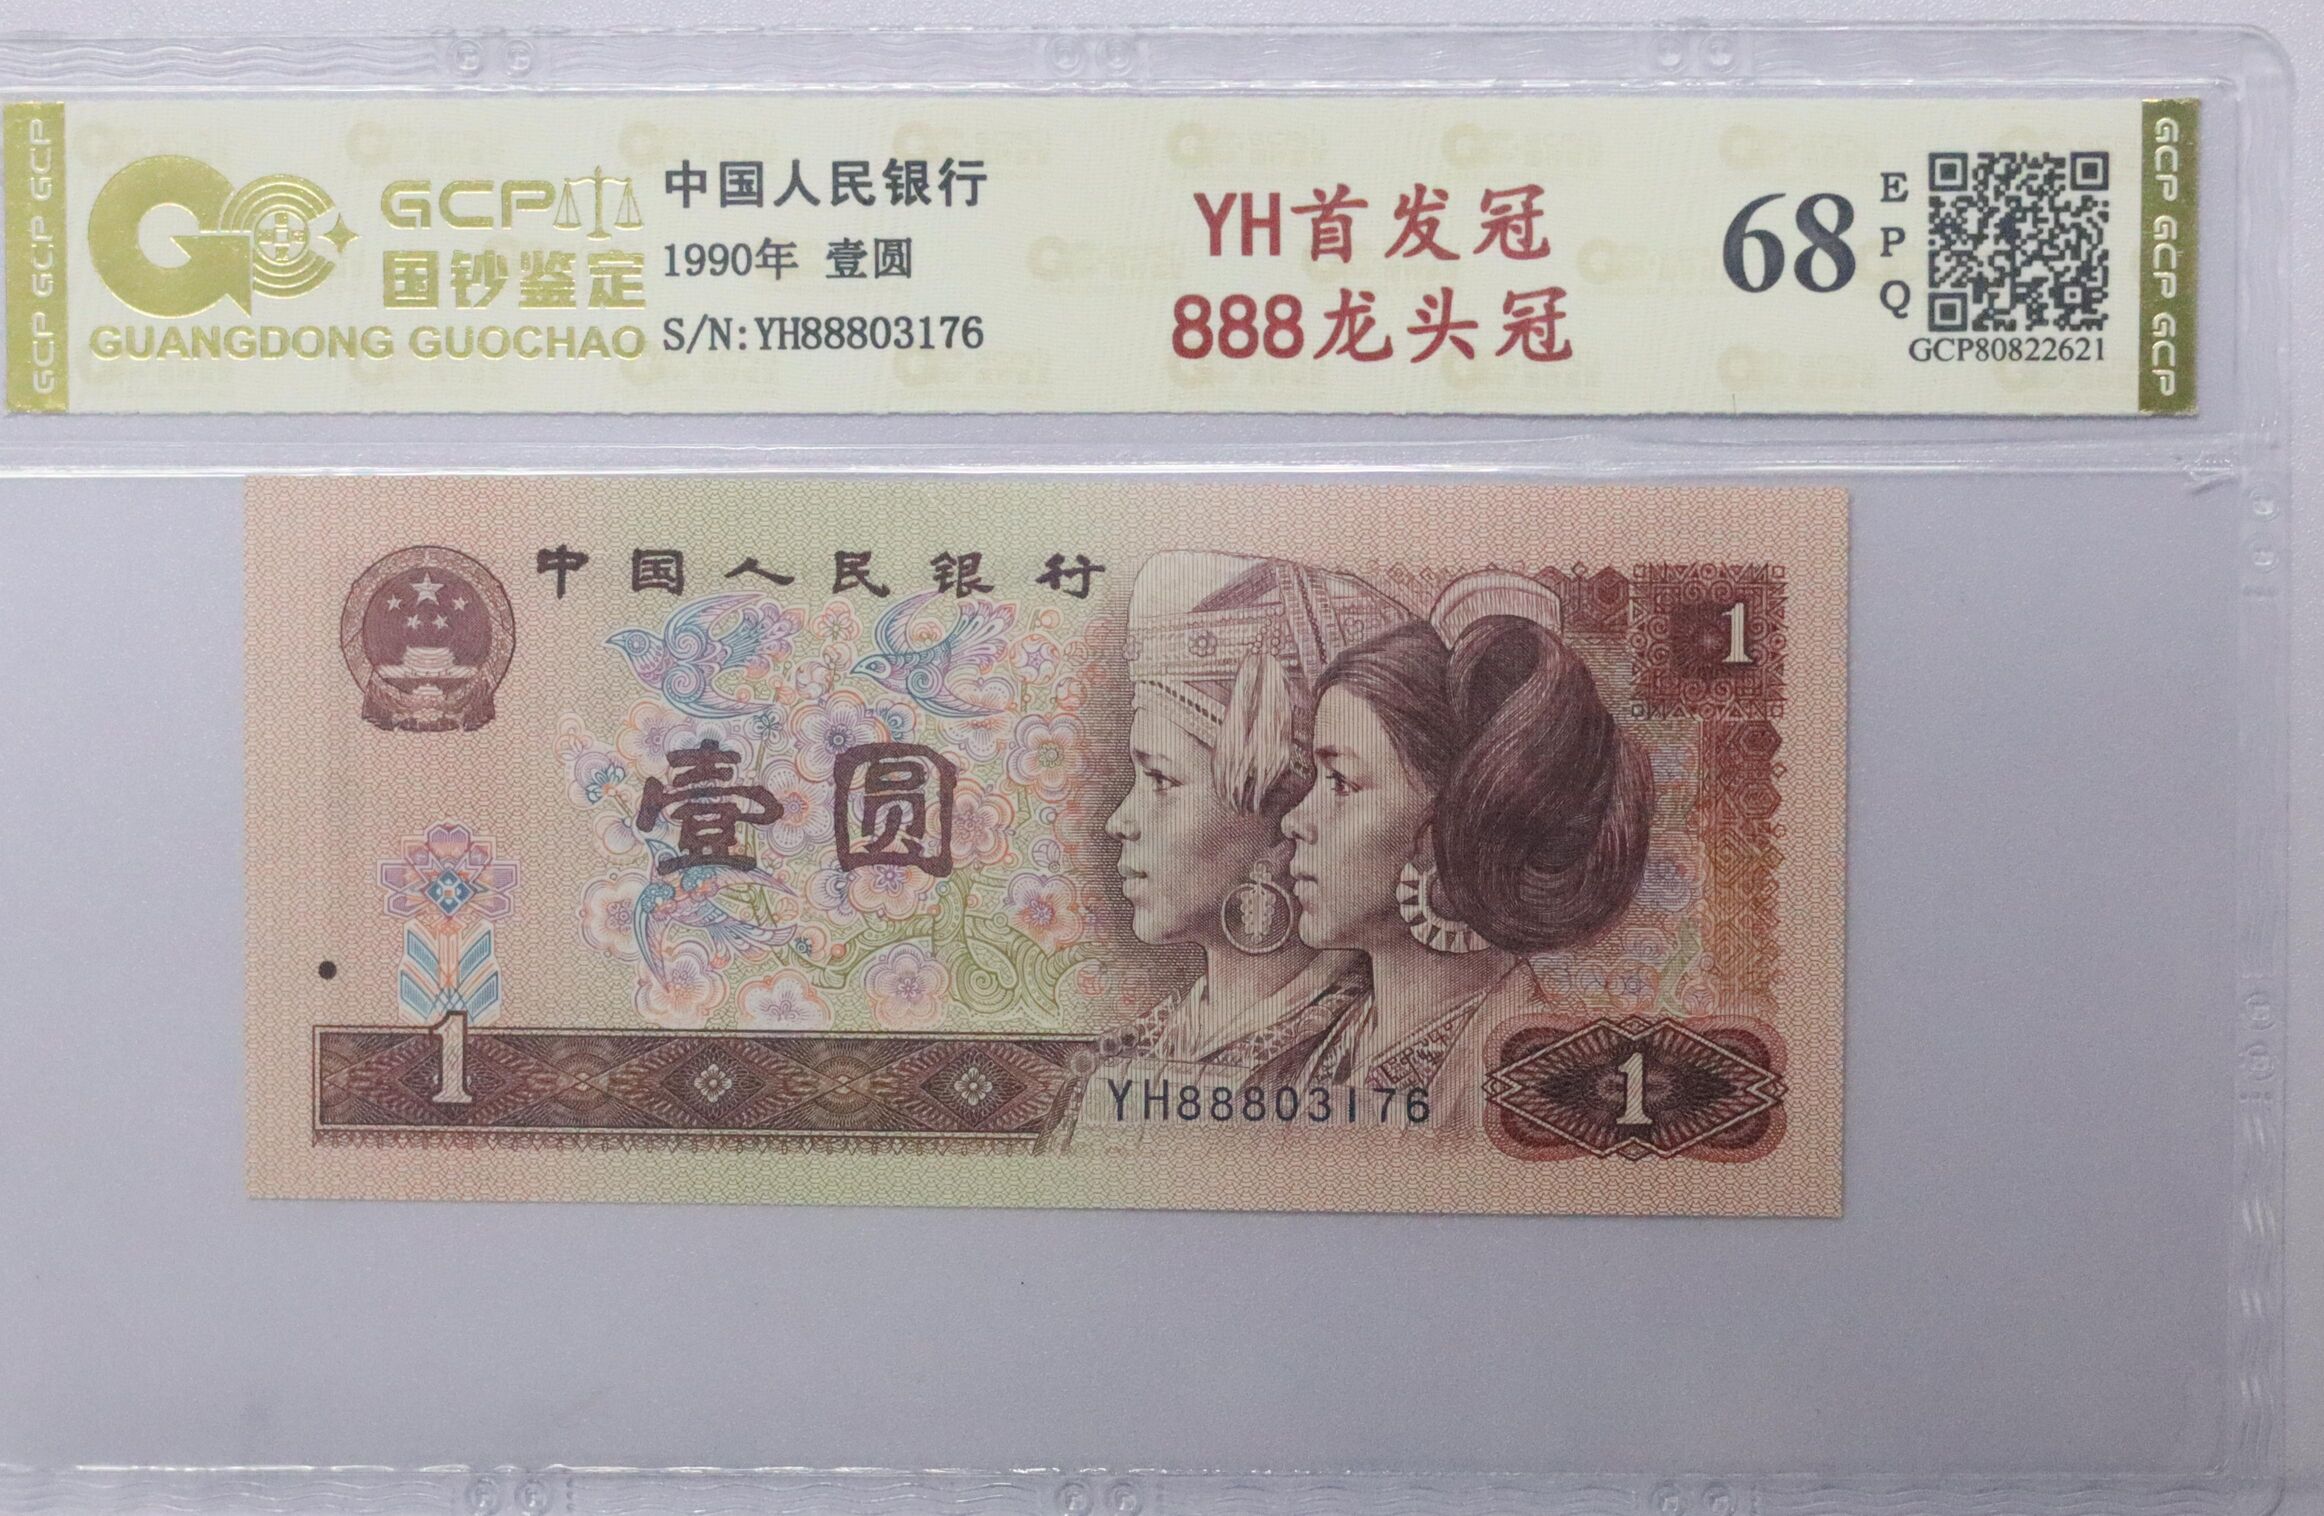 GCP GCP GCP
GCP
国钞鉴定
GUANGDONG GUOCHAO
中国人民银行
1990年 壹圆
S/N:YH88803176
YH首发冠
888龙头冠
68
EPQ
GCP80822621
GCP GCP GCP
中国人民银行
1
壹圆
1
YH88803176
1